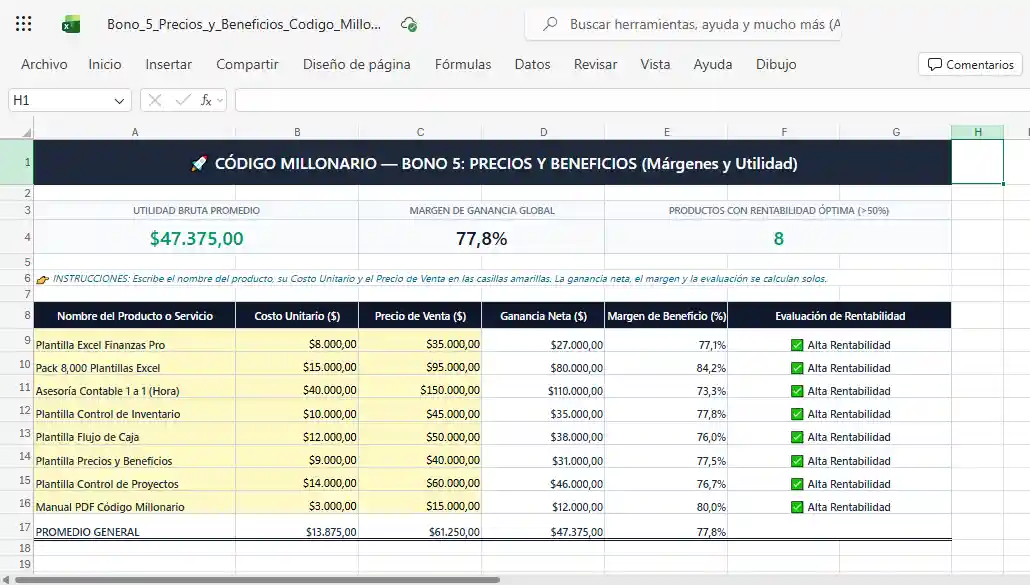 Bono_5_Precios_y_Beneficios_Codigo_Millo...
Buscar herramientas, ayuda y mucho más (A
Archivo Inicio Insertar Compartir Diseño de página Fórmulas Datos Revisar Vista Ayuda Dibujo Comentarios
H1 fx
A B C D E F G H
1 🚀 CÓDIGO MILLONARIO — BONO 5: PRECIOS Y BENEFICIOS (Márgenes y Utilidad)
2
3 UTILIDAD BRUTA PROMEDIO MARGEN DE GANANCIA GLOBAL PRODUCTOS CON RENTABILIDAD ÓPTIMA (>50%)
4 $47.375,00 77,8% 8
5
6 👉 INSTRUCCIONES: Escribe el nombre del producto, su Costo Unitario y el Precio de Venta en las casillas amarillas. La ganancia neta, el margen y la evaluación se calculan solos.
7
8 Nombre del Producto o Servicio Costo Unitario ($) Precio de Venta ($) Ganancia Neta ($) Margen de Beneficio (%) Evaluación de Rentabilidad
9 Plantilla Excel Finanzas Pro $8.000,00 $35.000,00 $27.000,00 77,1% ✅ Alta Rentabilidad
10 Pack 8,000 Plantillas Excel $15.000,00 $95.000,00 $80.000,00 84,2% ✅ Alta Rentabilidad
11 Asesoría Contable 1 a 1 (Hora) $40.000,00 $150.000,00 $110.000,00 73,3% ✅ Alta Rentabilidad
12 Plantilla Control de Inventario $10.000,00 $45.000,00 $35.000,00 77,8% ✅ Alta Rentabilidad
13 Plantilla Flujo de Caja $12.000,00 $50.000,00 $38.000,00 76,0% ✅ Alta Rentabilidad
14 Plantilla Precios y Beneficios $9.000,00 $40.000,00 $31.000,00 77,5% ✅ Alta Rentabilidad
15 Plantilla Control de Proyectos $14.000,00 $60.000,00 $46.000,00 76,7% ✅ Alta Rentabilidad
16 Manual PDF Código Millonario $3.000,00 $15.000,00 $12.000,00 80,0% ✅ Alta Rentabilidad
17 PROMEDIO GENERAL $13.875,00 $61.250,00 $47.375,00 77,8%
18
19